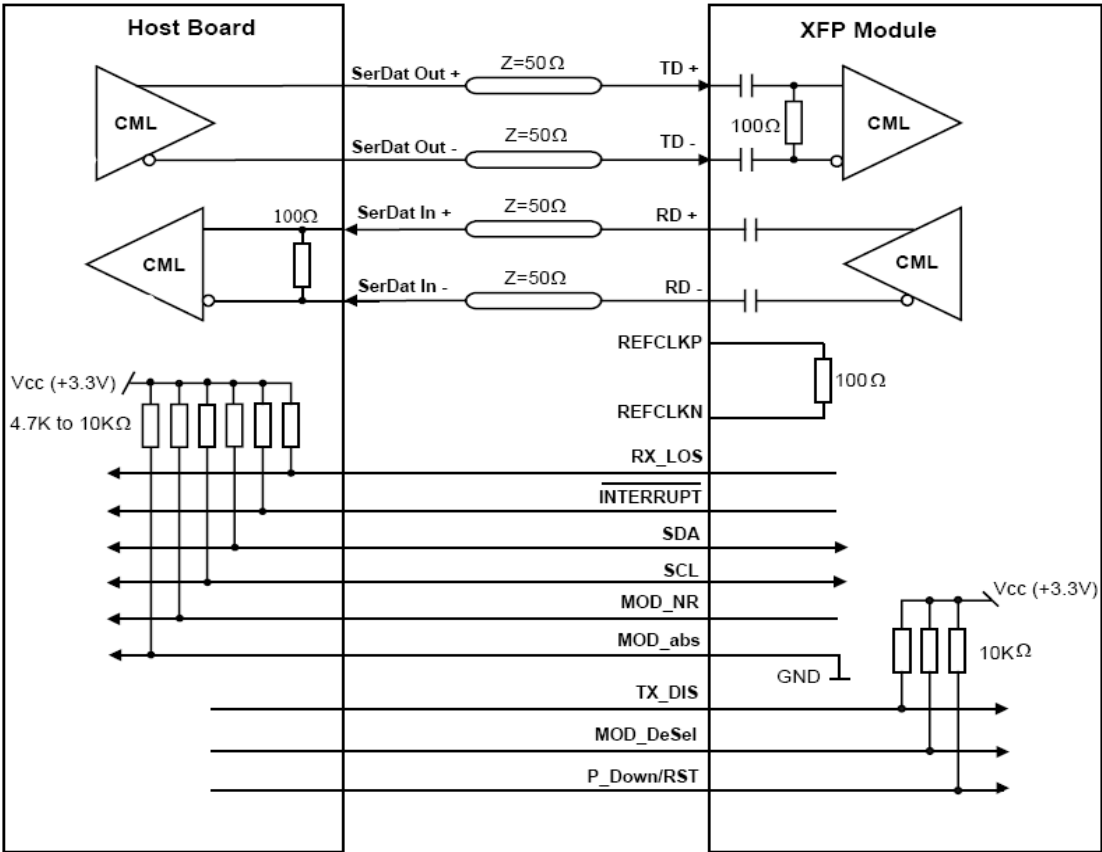 Host Board
XFP Module
SerDat Out +
Z=50Ω
TD +
CML
CML
100Ω
SerDat Out -
Z=50Ω
TD -
SerDat In +
Z=50Ω
RD +
100Ω
CML
CML
SerDat In -
Z=50Ω
RD -
REFCLKP
100Ω
REFCLKN
Vcc (+3.3V)
4.7K to 10KΩ
RX_LOS
INTERRUPT
SDA
SCL
MOD_NR
Vcc (+3.3V)
MOD_abs
10KΩ
GND
TX_DIS
MOD_DeSel
P_Down/RST